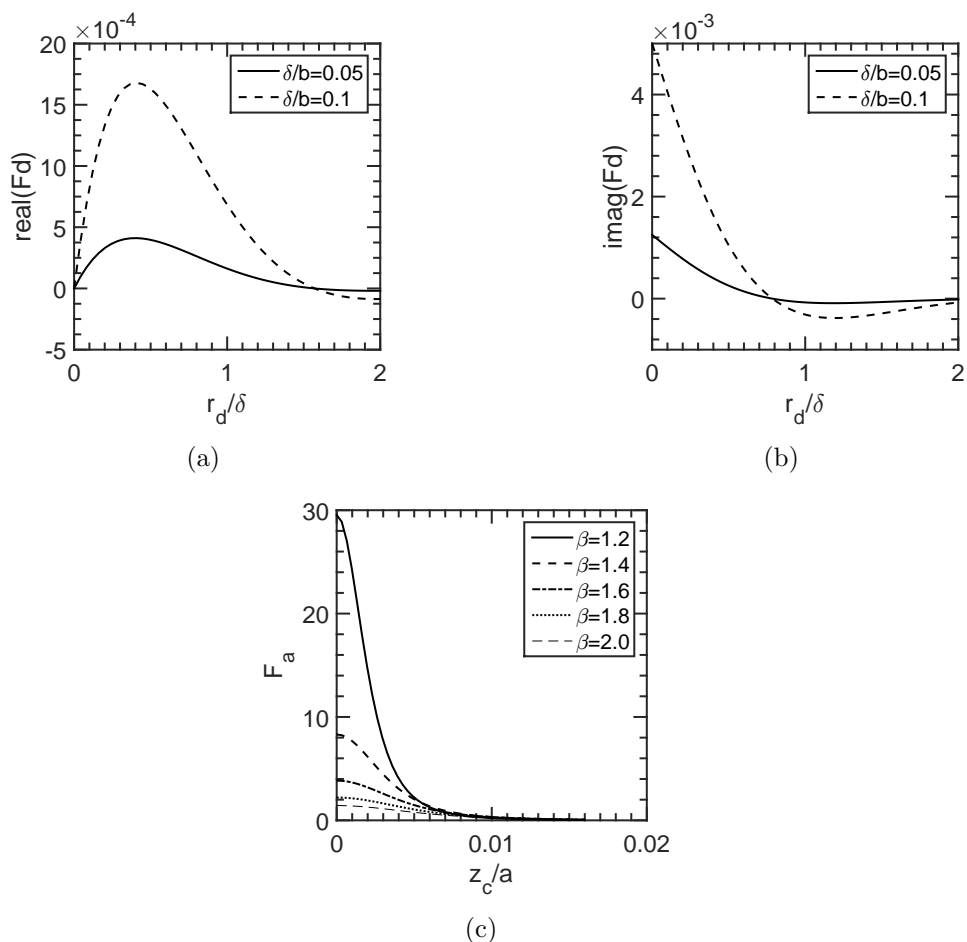 ×10⁻⁴
20
15
10
5
0
-5
real(Fd)
δ/b=0.05
δ/b=0.1
0
1
2
r_d/δ
(a)
×10⁻³
4
2
0
imag(Fd)
δ/b=0.05
δ/b=0.1
0
1
2
r_d/δ
(b)
30
20
10
0
F_a
β=1.2
β=1.4
β=1.6
β=1.8
β=2.0
0
0.01
0.02
z_c/a
(c)